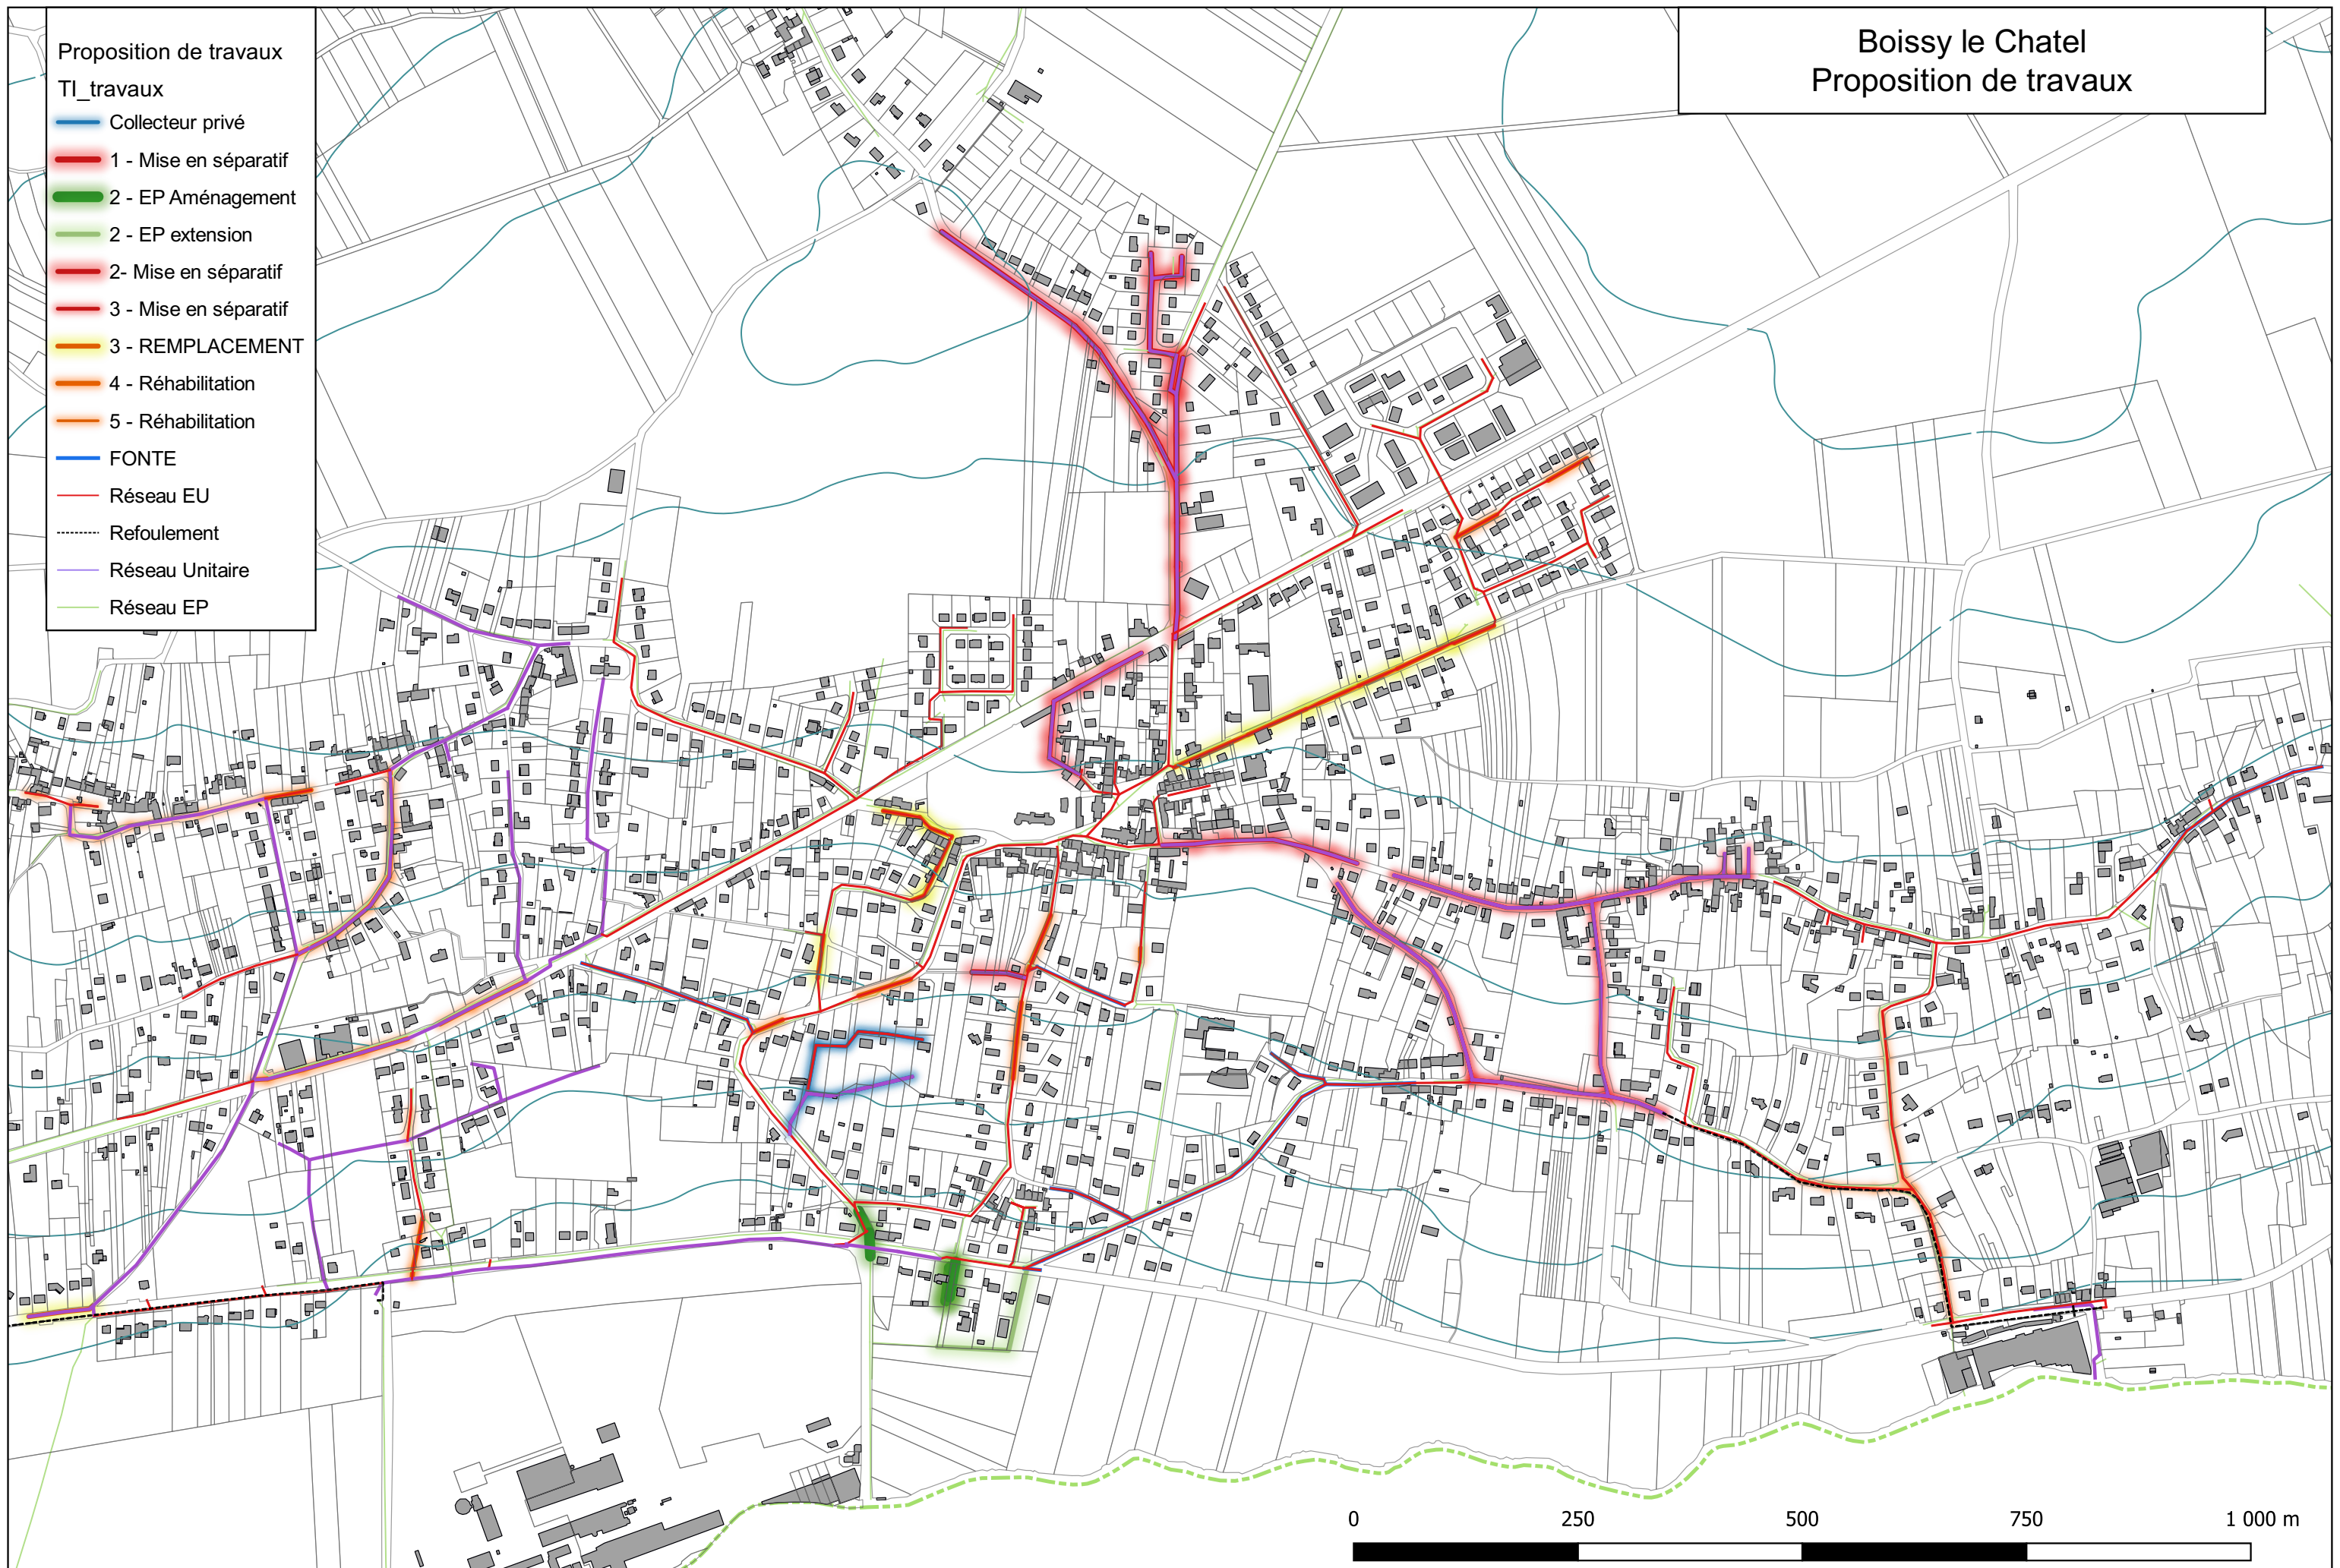 Proposition de travaux
TI_travaux
Collecteur privé
1 - Mise en séparatif
2 - EP Aménagement
2 - EP extension
2- Mise en séparatif
3 - Mise en séparatif
3 - REMPLACEMENT
4 - Réhabilitation
5 - Réhabilitation
FONTE
Réseau EU
Refoulement
Réseau Unitaire
Réseau EP
Boissy le Chatel
Proposition de travaux
0 250 500 750 1 000 m